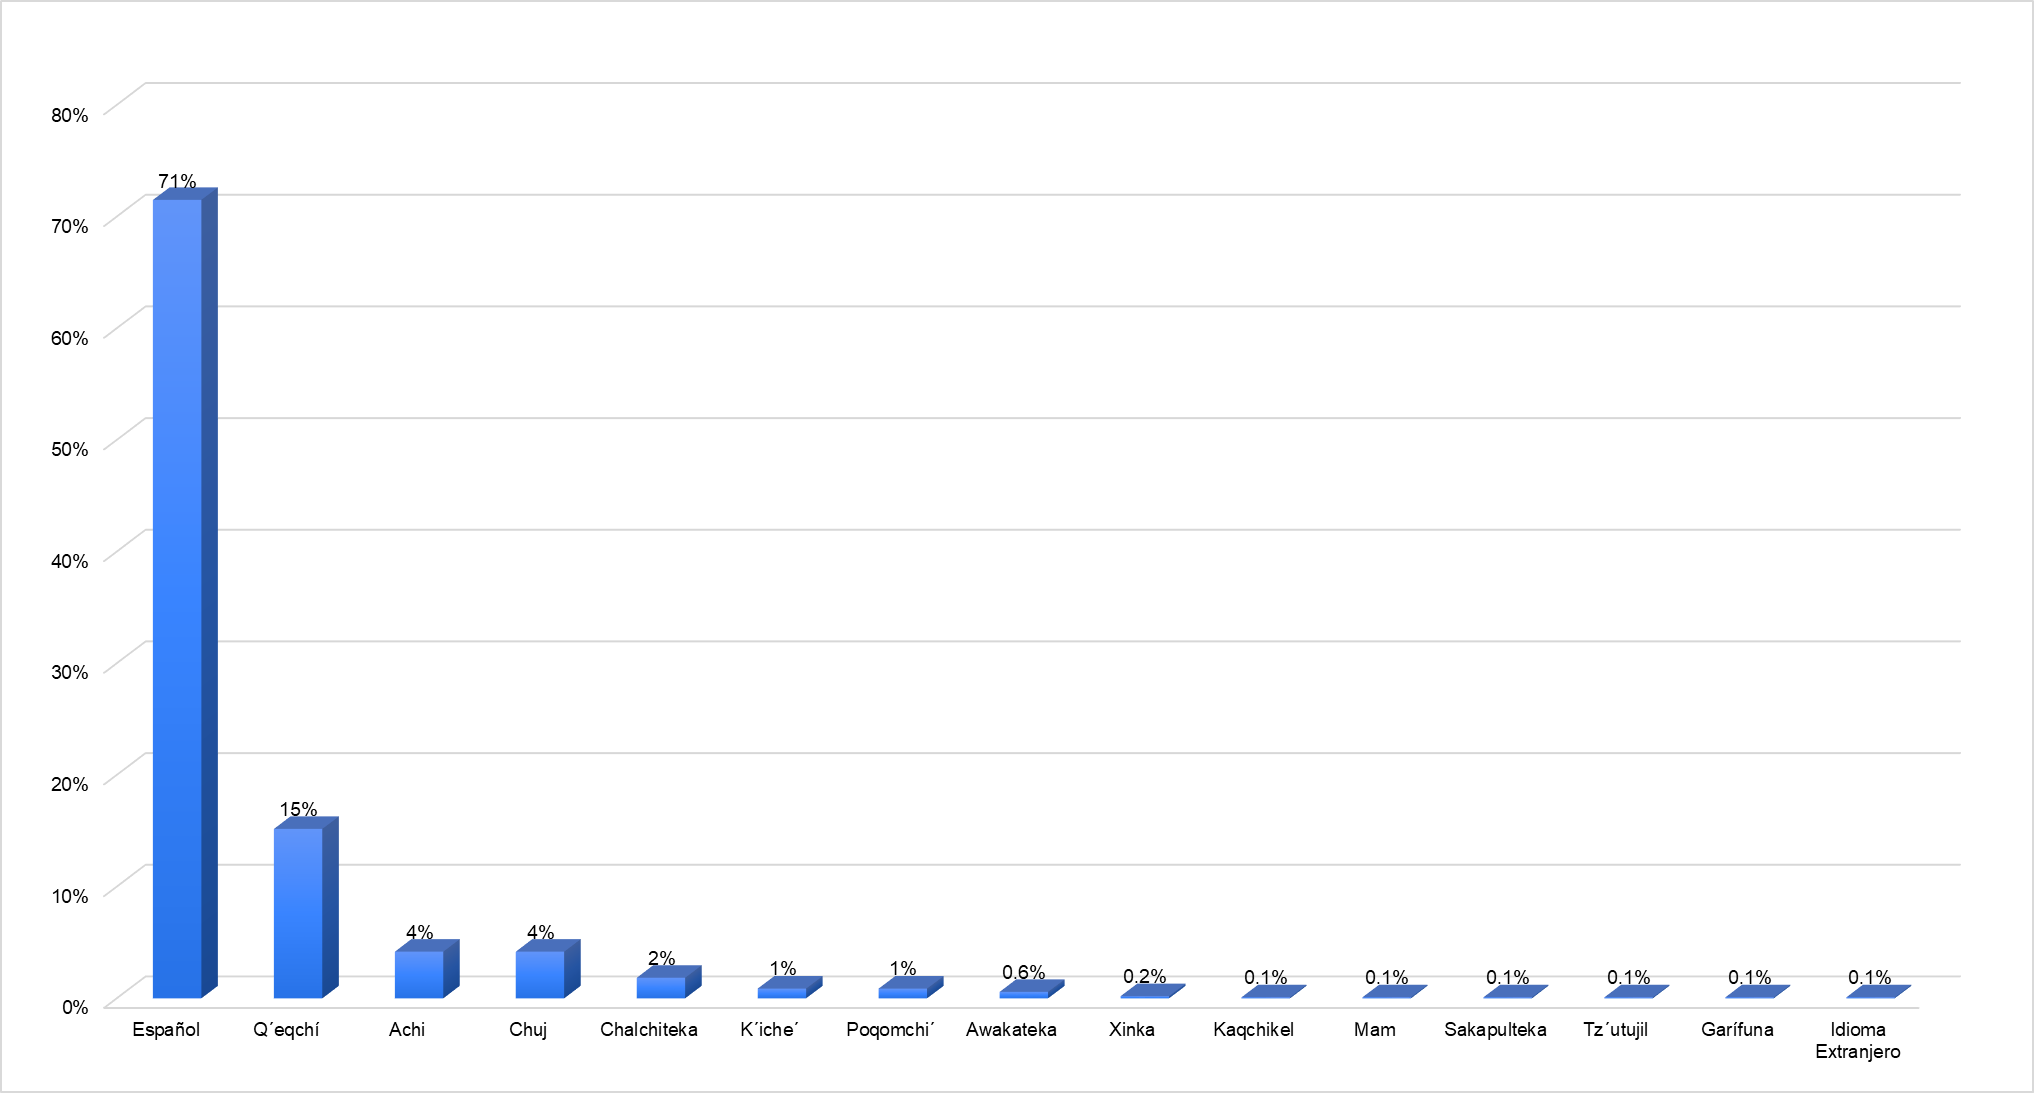 80%
70%
60%
50%
40%
30%
20%
10%
0%
71%
15%
4%
4%
2%
1%
1%
0.6%
0.2%
0.1%
0.1%
0.1%
0.1%
0.1%
0.1%
Español
Q´eqchí
Achi
Chuj
Chalchiteka
K´iche´
Poqomchi´
Awakateka
Xinka
Kaqchikel
Mam
Sakapulteka
Tz´utujil
Garífuna
Idioma
Extranjero